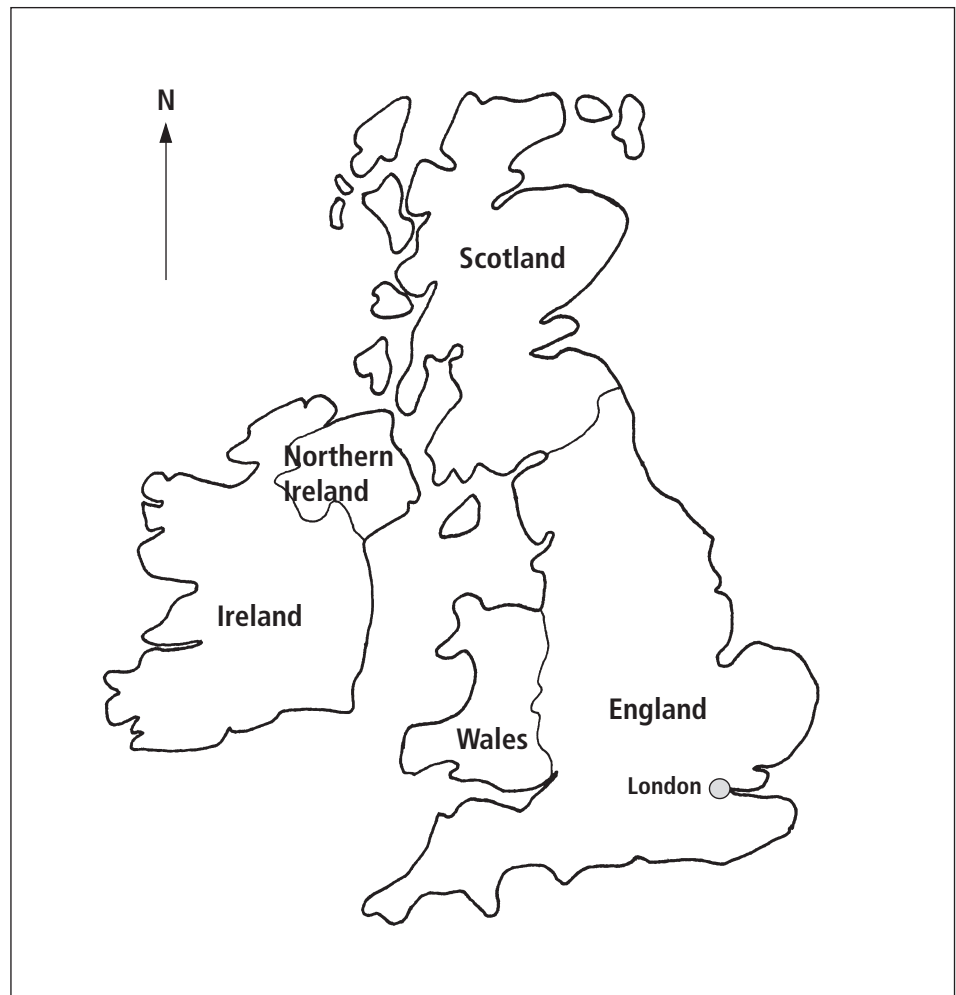 N
Scotland
Northern
Ireland
Ireland
England
Wales
London